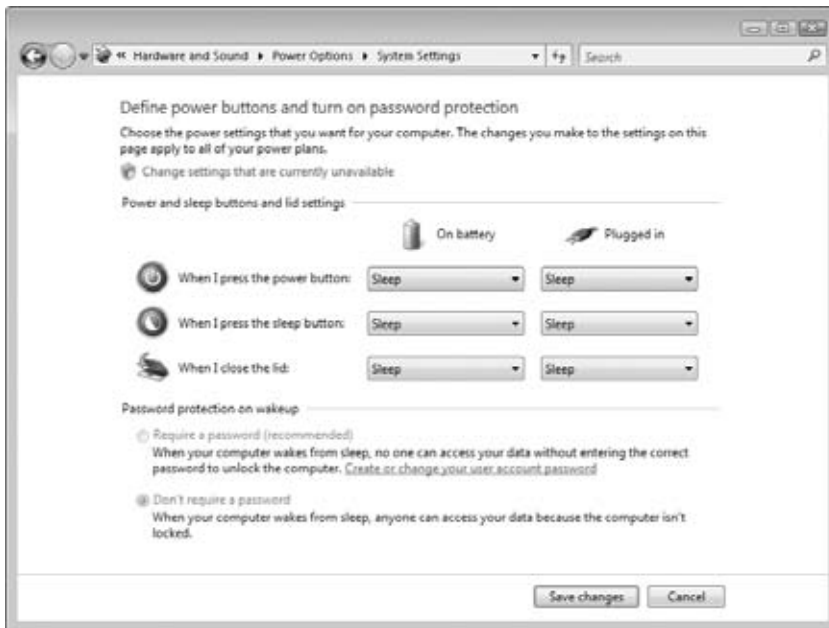 « Hardware and Sound ▸ Power Options ▸ System Settings
Search
Define power buttons and turn on password protection
Choose the power settings that you want for your computer. The changes you make to the settings on this
page apply to all of your power plans.
Change settings that are currently unavailable
Power and sleep buttons and lid settings
On battery Plugged in
When I press the power button: Sleep Sleep
When I press the sleep button: Sleep Sleep
When I close the lid: Sleep Sleep
Password protection on wakeup
Require a password (recommended)
When your computer wakes from sleep, no one can access your data without entering the correct
password to unlock the computer. Create or change your user account password
Don't require a password
When your computer wakes from sleep, anyone can access your data because the computer isn't
locked.
Save changes Cancel